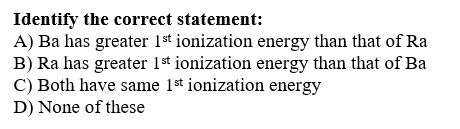 Identify the correct statement:
A) Ba has greater 1st ionization energy than that of Ra
B) Ra has greater 1st ionization energy than that of Ba
C) Both have same 1st ionization energy
D) None of these